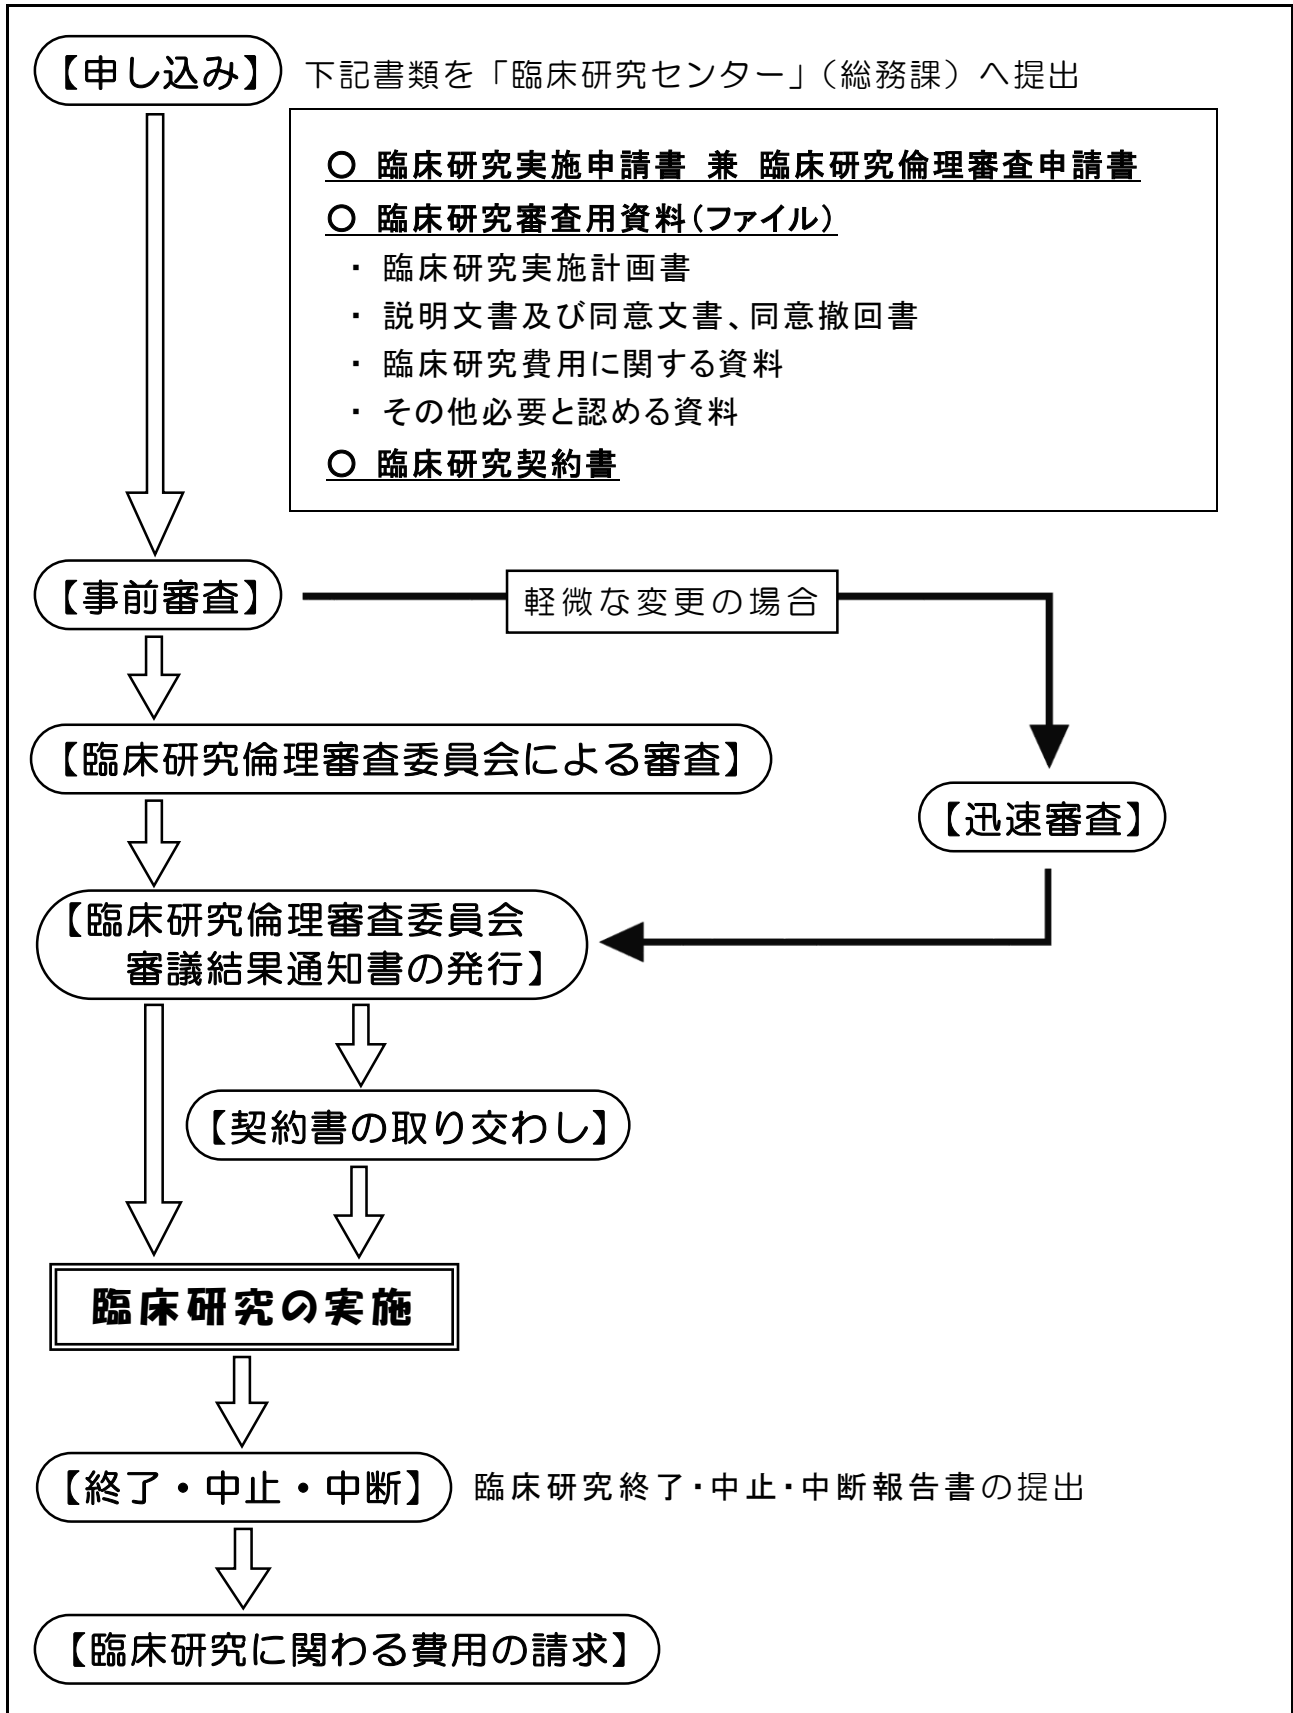 【申し込み】 下記書類を「臨床研究センター」（総務課）へ提出
○ 臨床研究実施申請書 兼 臨床研究倫理審査申請書
○ 臨床研究審査用資料（ファイル）
・ 臨床研究実施計画書
・ 説明文書及び同意文書、同意撤回書
・ 臨床研究費用に関する資料
・ その他必要と認める資料
○ 臨床研究契約書
【事前審査】 軽微な変更の場合
【臨床研究倫理審査委員会による審査】
【迅速審査】
【臨床研究倫理審査委員会
審議結果通知書の発行】
【契約書の取り交わし】
臨床研究の実施
【終了・中止・中断】 臨床研究終了・中止・中断報告書の提出
【臨床研究に関わる費用の請求】